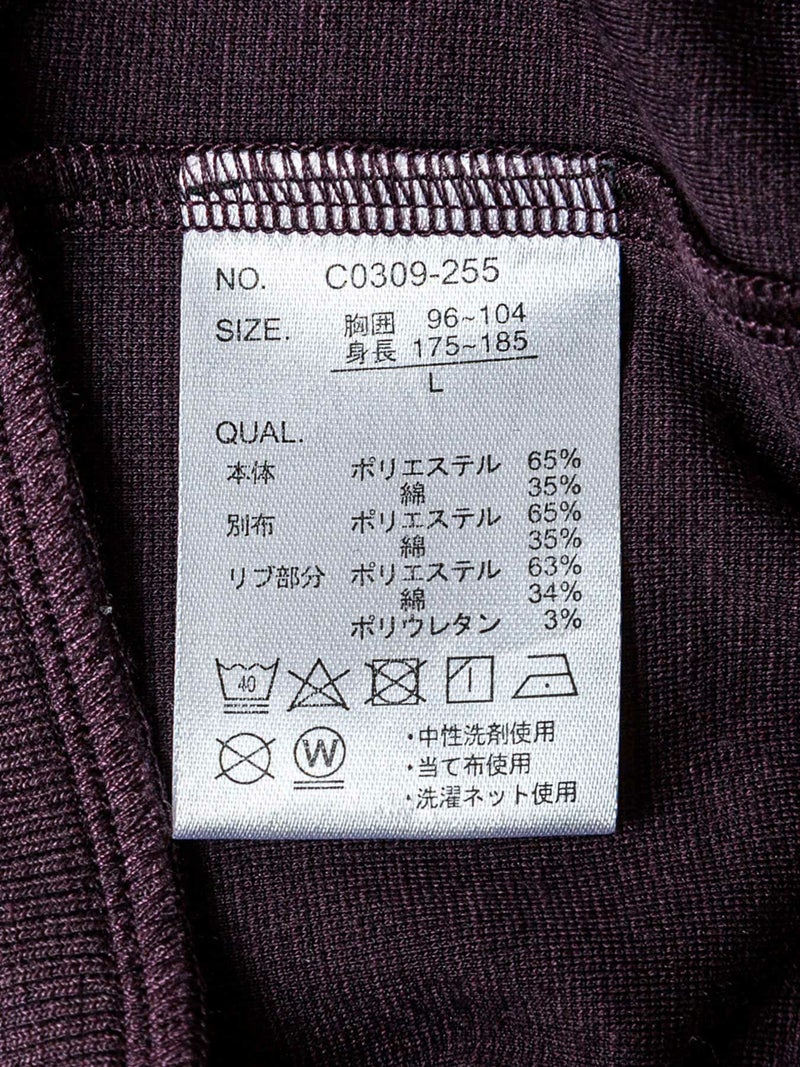 NO. C0309-255
SIZE. 胸囲 96~104
身長 175~185
L
QUAL.
本体 ポリエステル 65%
綿 35%
別布 ポリエステル 65%
綿 35%
リブ部分 ポリエステル 63%
綿 34%
ポリウレタン 3%
40
W
・中性洗剤使用
・当て布使用
・洗濯ネット使用